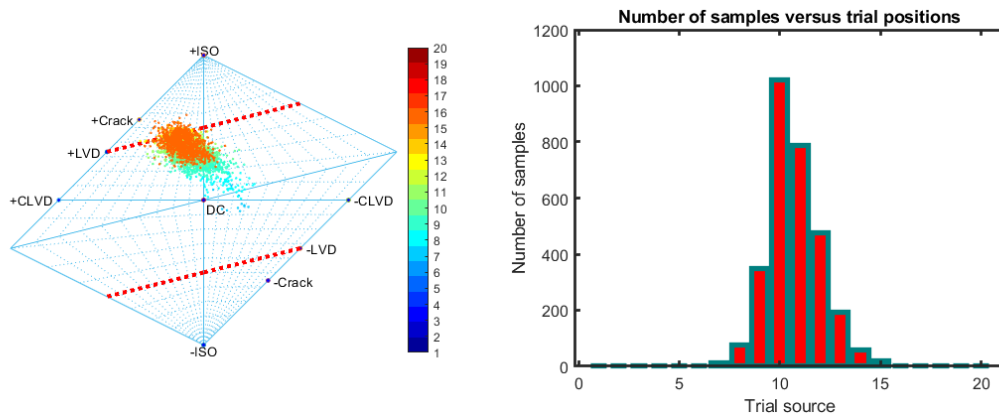 +ISO
+Crack
+LVD
+CLVD
DC
-CLVD
-LVD
-Crack
-ISO
20
19
18
17
16
15
14
13
12
11
10
9
8
7
6
5
4
3
2
1
Number of samples versus trial positions
1200
1000
800
600
400
200
0
Number of samples
0 5 10 15 20
Trial source